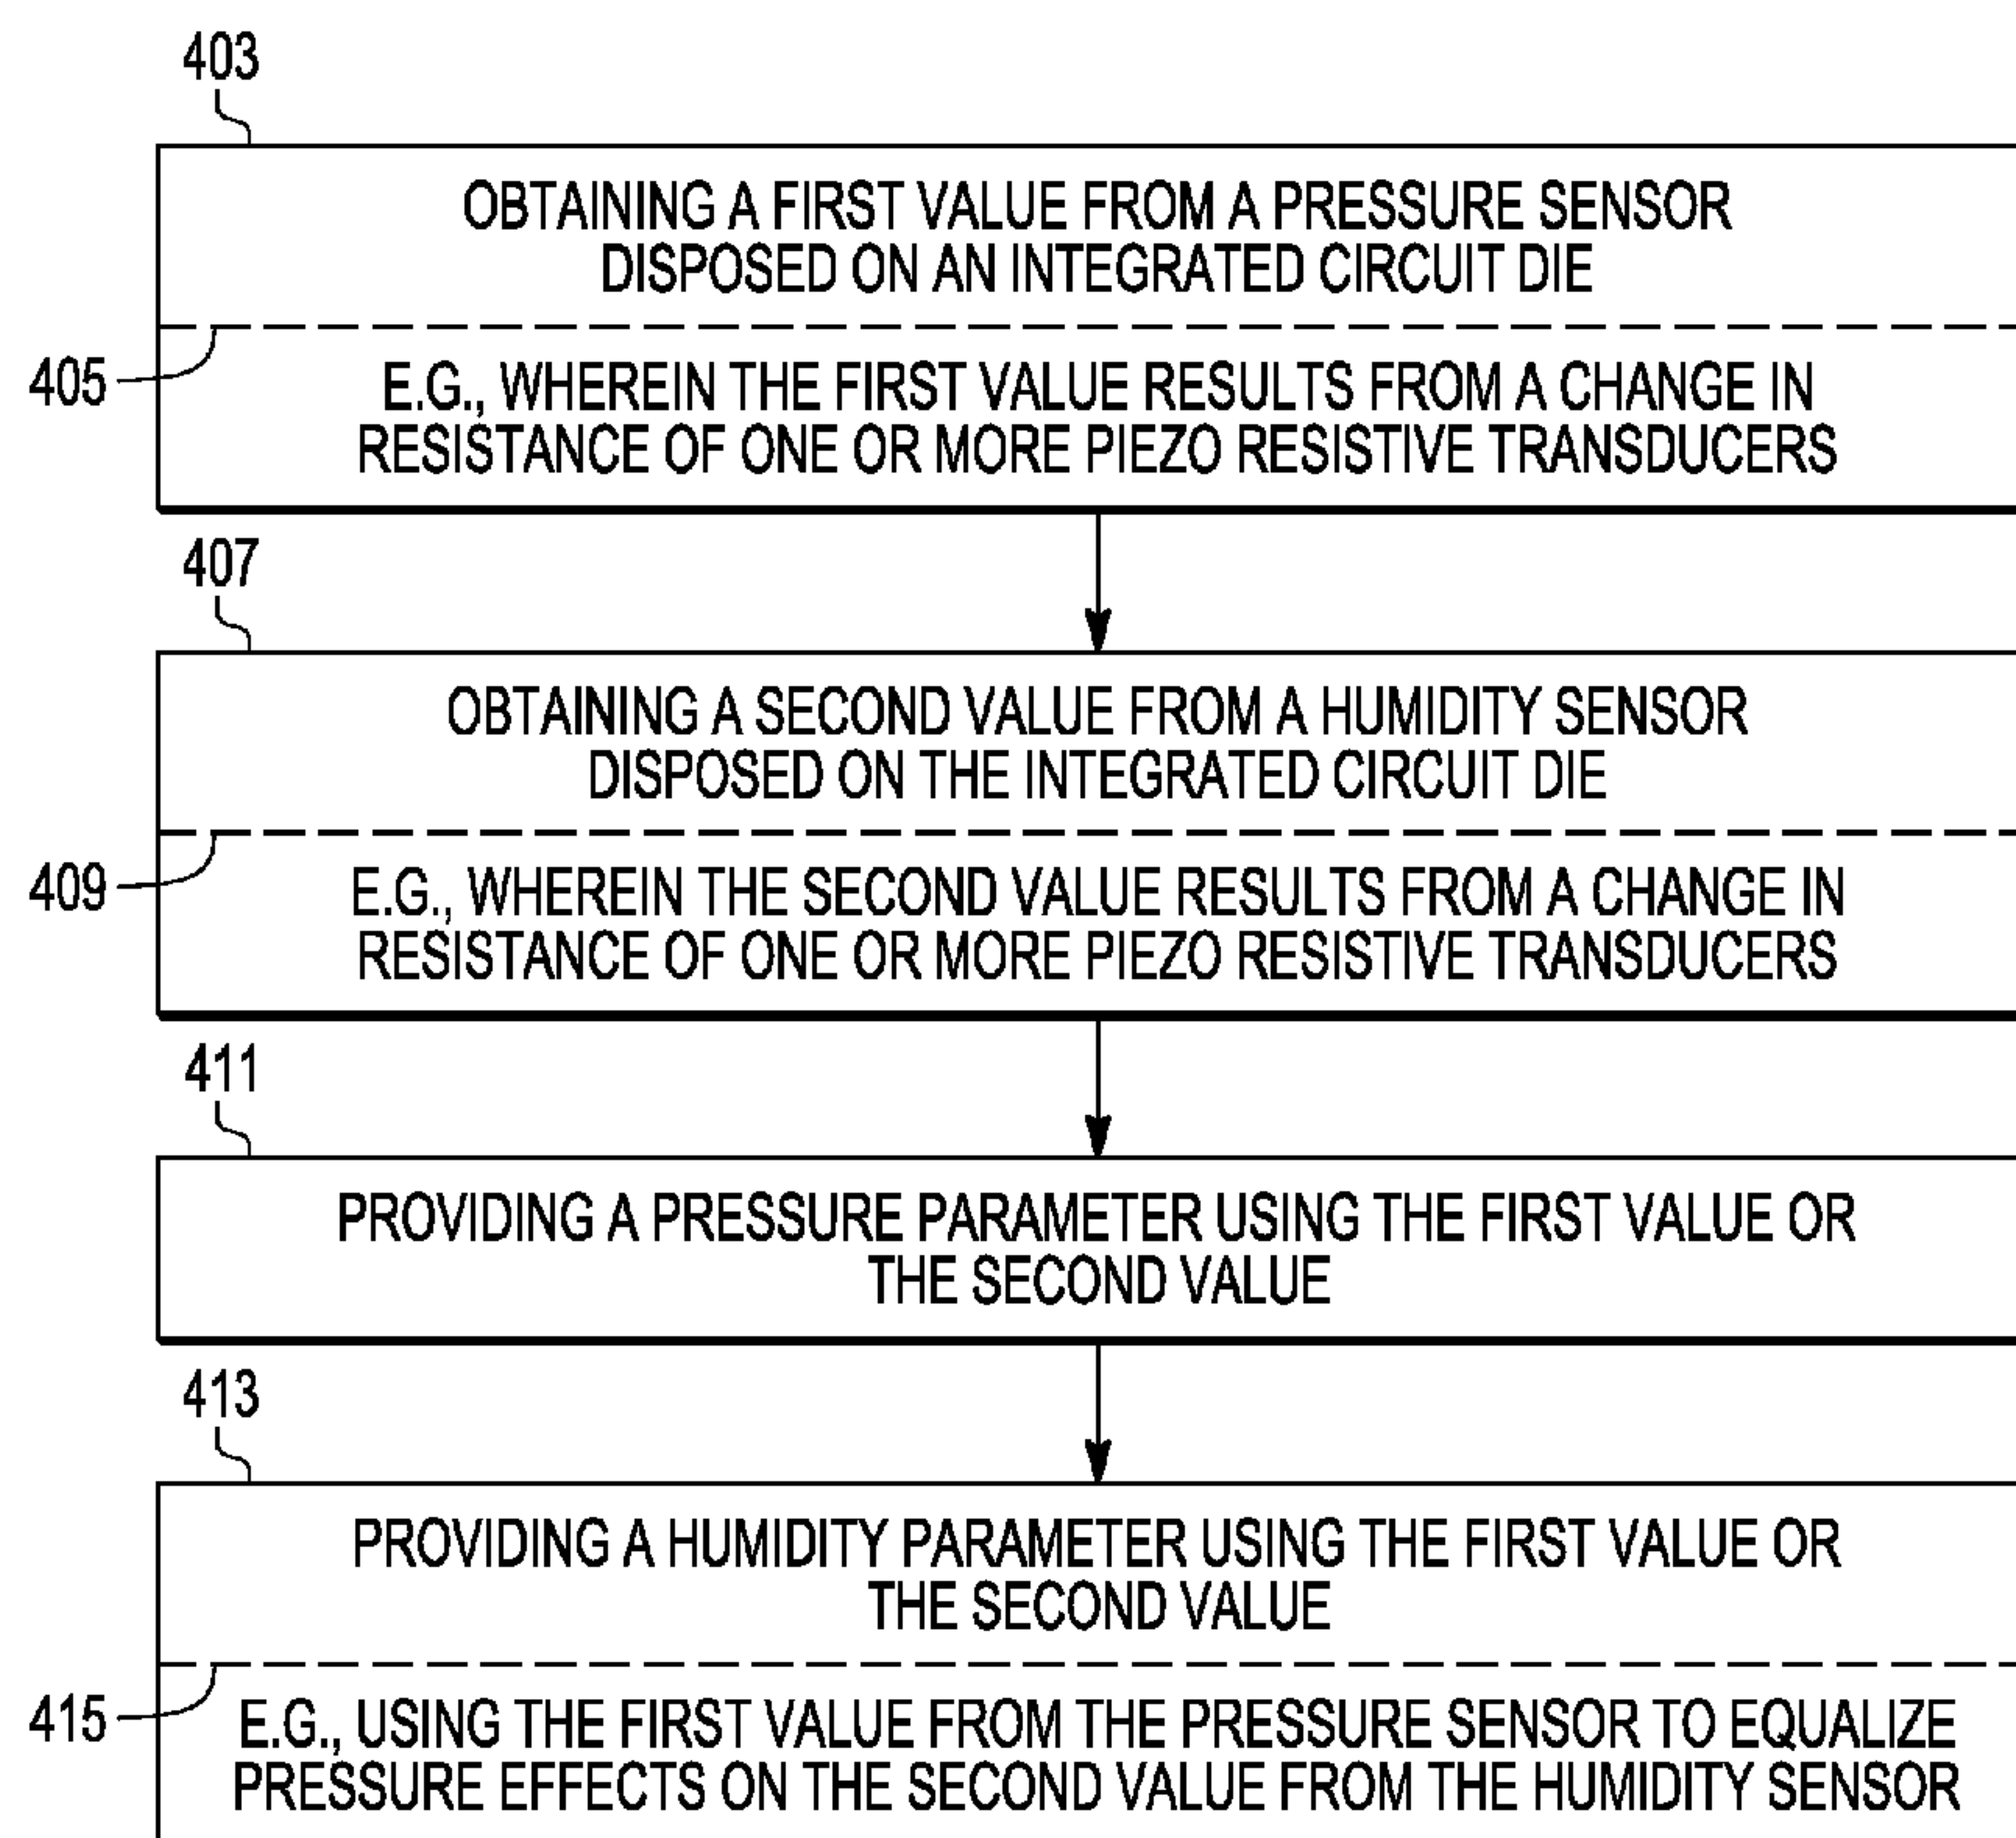 403
OBTAINING A FIRST VALUE FROM A PRESSURE SENSOR
DISPOSED ON AN INTEGRATED CIRCUIT DIE
405
E.G., WHEREIN THE FIRST VALUE RESULTS FROM A CHANGE IN
RESISTANCE OF ONE OR MORE PIEZO RESISTIVE TRANSDUCERS
407
OBTAINING A SECOND VALUE FROM A HUMIDITY SENSOR
DISPOSED ON THE INTEGRATED CIRCUIT DIE
409
E.G., WHEREIN THE SECOND VALUE RESULTS FROM A CHANGE IN
RESISTANCE OF ONE OR MORE PIEZO RESISTIVE TRANSDUCERS
411
PROVIDING A PRESSURE PARAMETER USING THE FIRST VALUE OR
THE SECOND VALUE
413
PROVIDING A HUMIDITY PARAMETER USING THE FIRST VALUE OR
THE SECOND VALUE
415
E.G., USING THE FIRST VALUE FROM THE PRESSURE SENSOR TO EQUALIZE
PRESSURE EFFECTS ON THE SECOND VALUE FROM THE HUMIDITY SENSOR